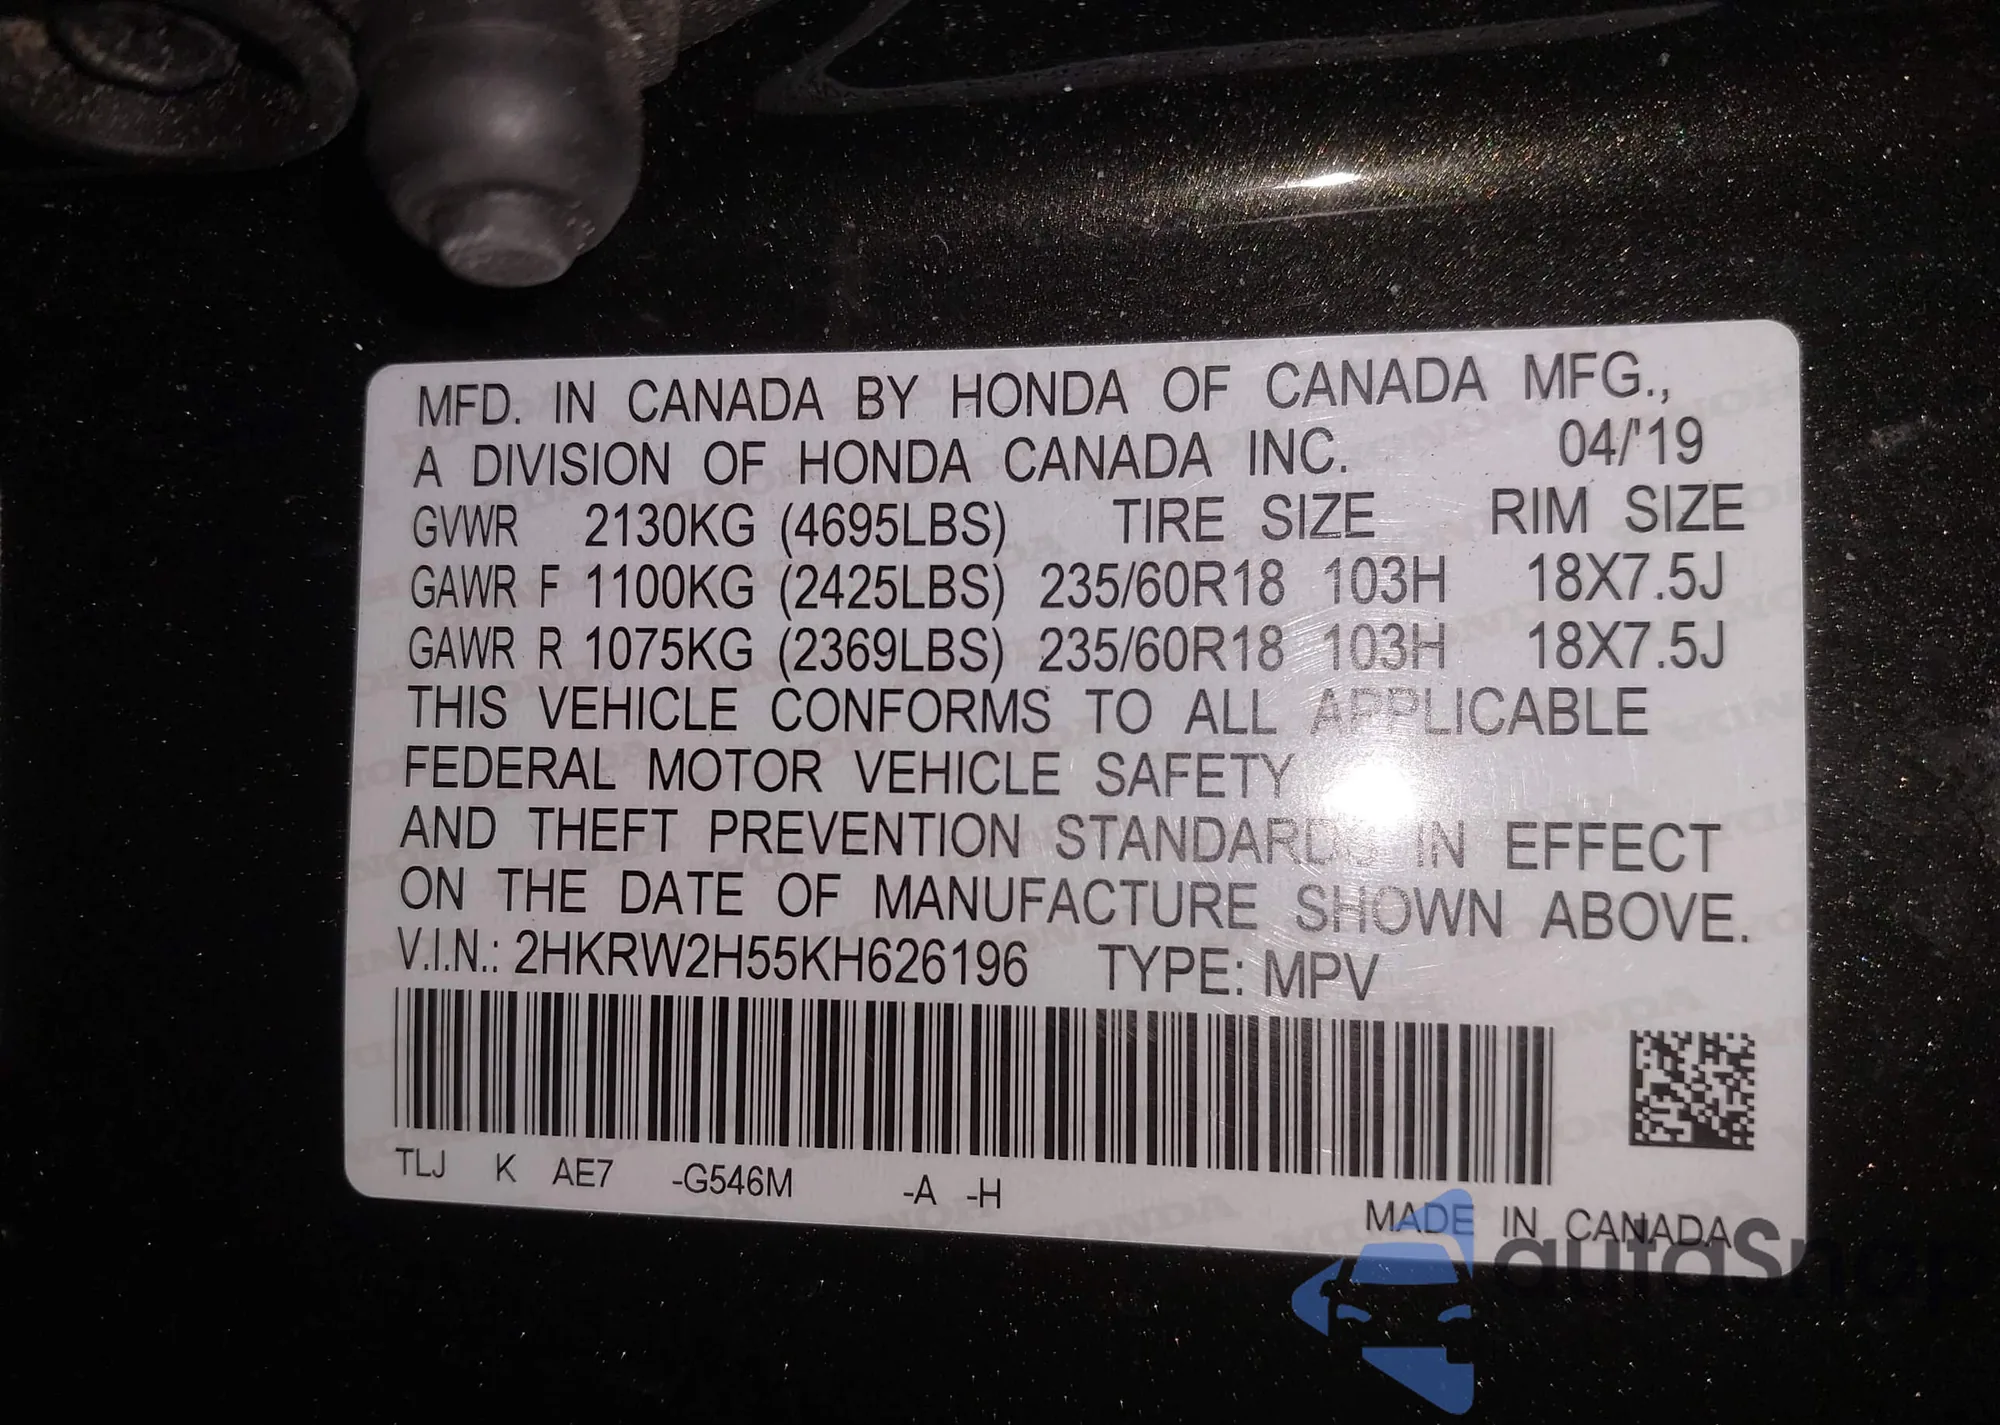 MFD. IN CANADA BY HONDA OF CANADA MFG.,
A DIVISION OF HONDA CANADA INC. 04/'19
GVWR 2130KG (4695LBS) TIRE SIZE RIM SIZE
GAWR F 1100KG (2425LBS) 235/60R18 103H 18X7.5J
GAWR R 1075KG (2369LBS) 235/60R18 103H 18X7.5J
THIS VEHICLE CONFORMS TO ALL APPLICABLE
FEDERAL MOTOR VEHICLE SAFETY
AND THEFT PREVENTION STANDARDS IN EFFECT
ON THE DATE OF MANUFACTURE SHOWN ABOVE.
V.I.N.: 2HKRW2H55KH626196 TYPE: MPV
TLJ K AE7 -G546M -A -H
MADE IN CANADA
autaShop